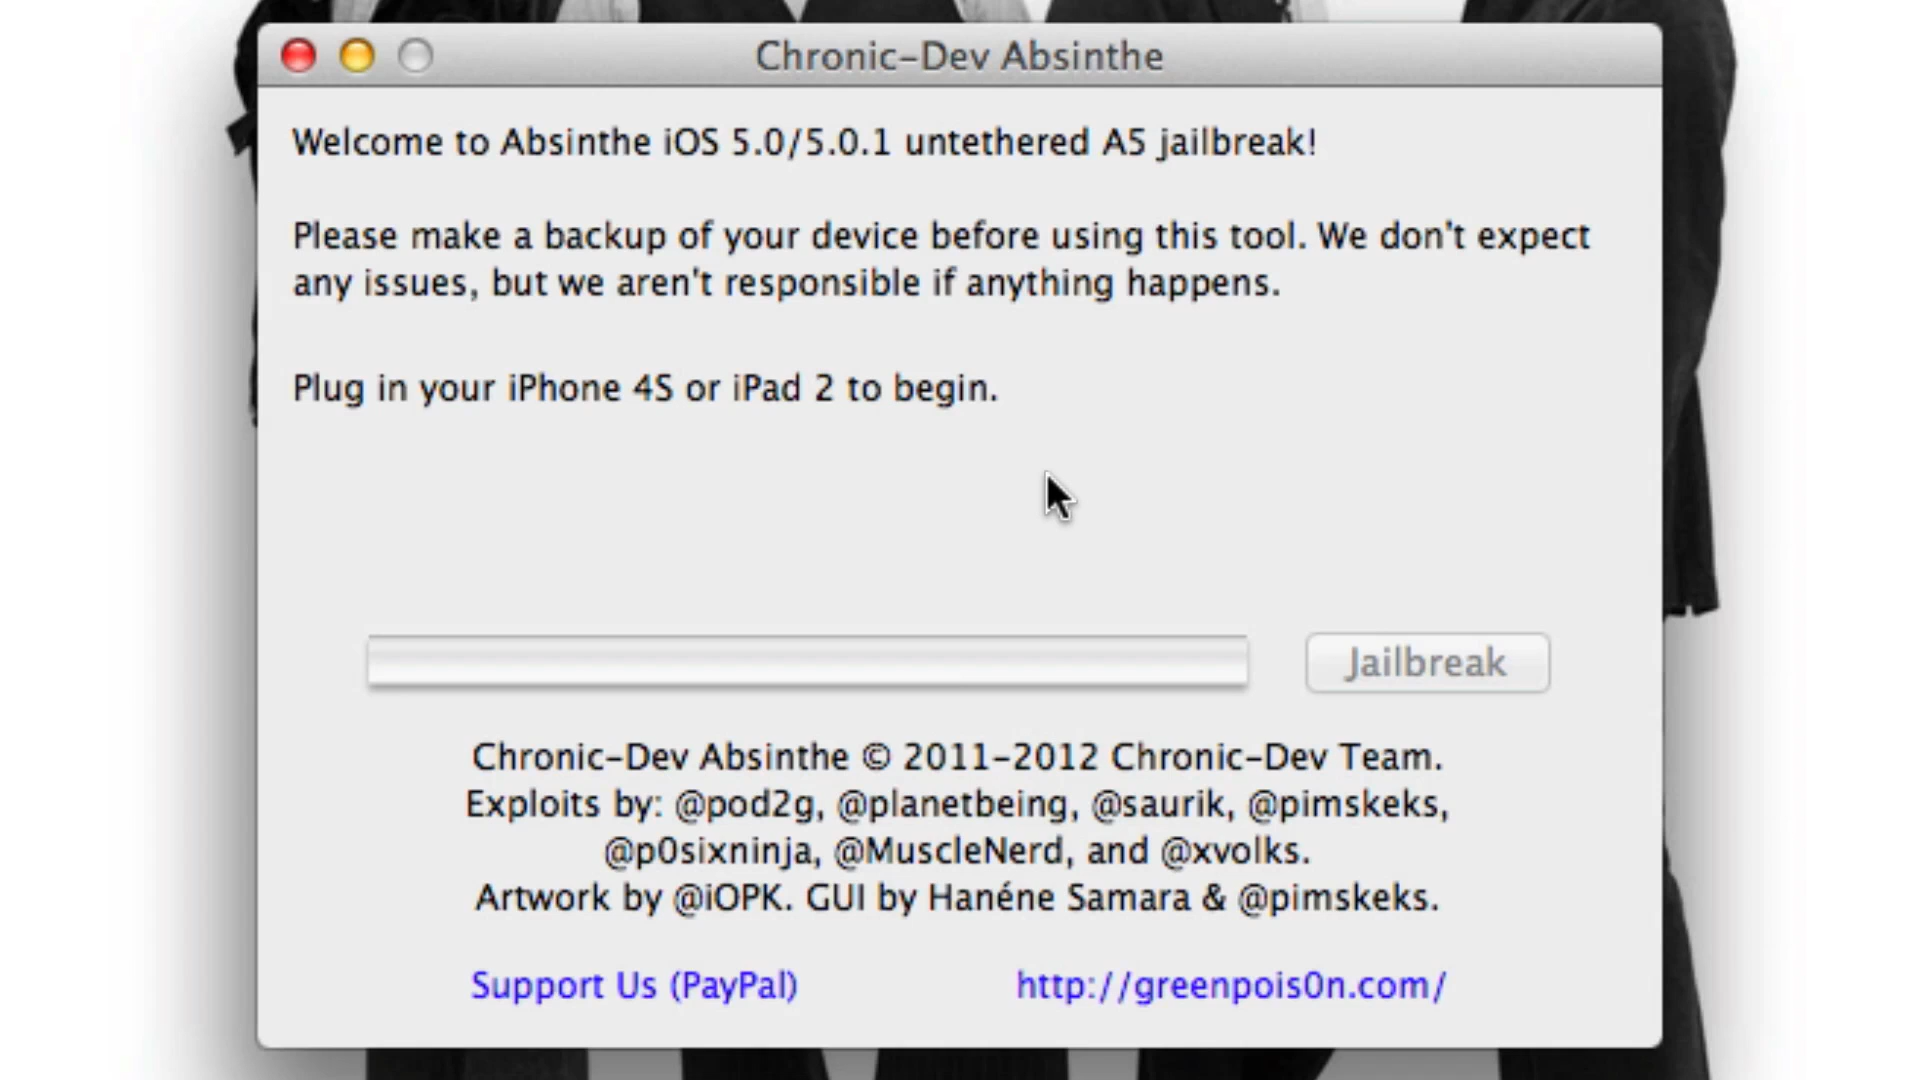 Chronic-Dev Absinthe
Welcome to Absinthe iOS 5.0/5.0.1 untethered A5 jailbreak!
Please make a backup of your device before using this tool. We don't expect
any issues, but we aren't responsible if anything happens.
Plug in your iPhone 4S or iPad 2 to begin.
Jailbreak
Chronic-Dev Absinthe © 2011-2012 Chronic-Dev Team.
Exploits by: @pod2g, @planetbeing, @saurik, @pimskeks,
@p0sixninja, @MuscleNerd, and @xvolks.
Artwork by @iOPK. GUI by Hanéne Samara & @pimskeks.
Support Us (PayPal)
http://greenpois0n.com/